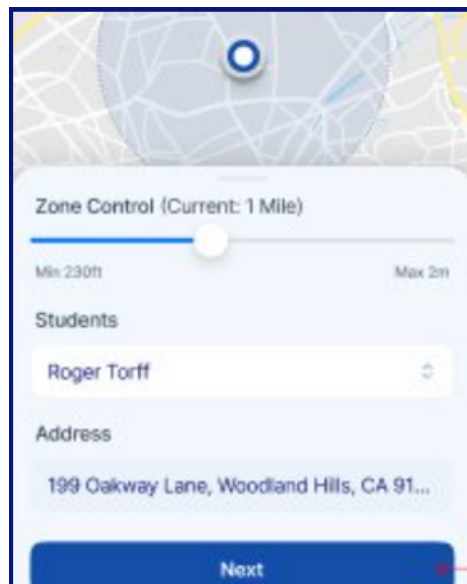 Zone Control (Current: 1 Mile)
Min 230ft Max 2m
Students
Roger Torff
Address
199 Oakway Lane, Woodland Hills, CA 91...
Next